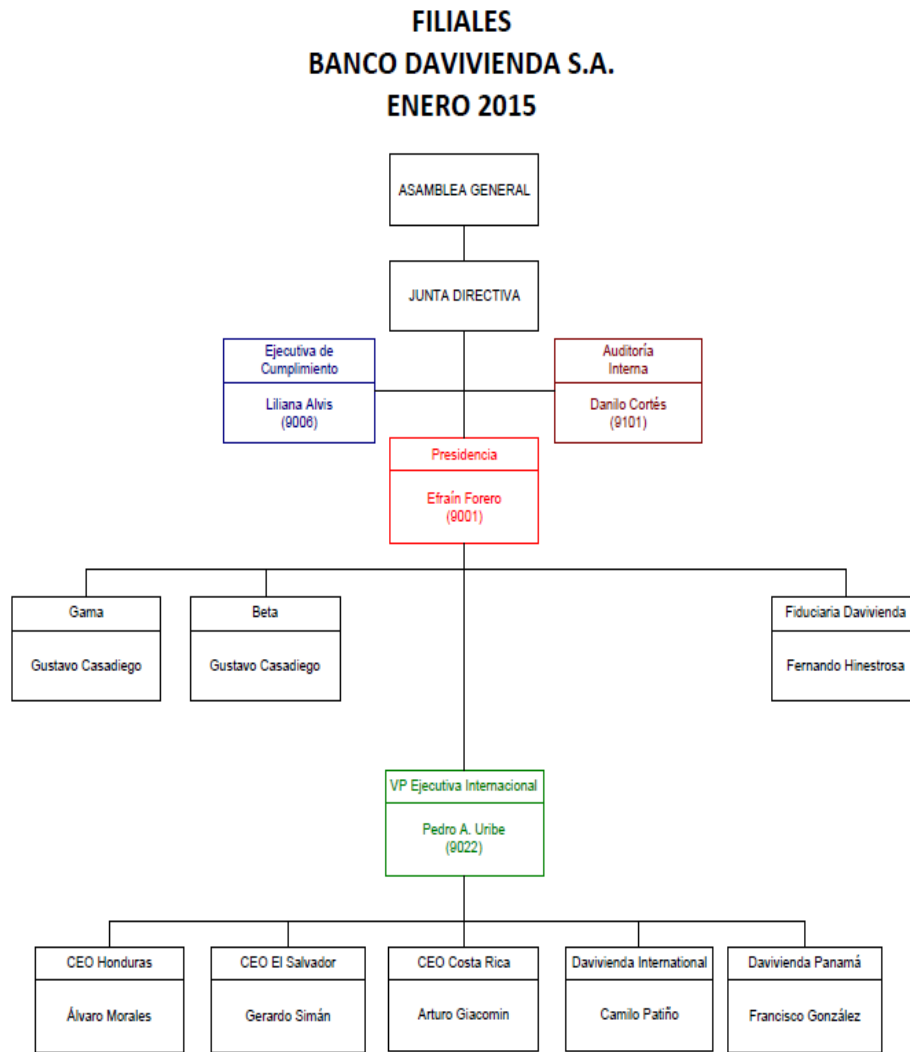 FILIALES
BANCO DAVIVIENDA S.A.
ENERO 2015
ASAMBLEA GENERAL
JUNTA DIRECTIVA
Ejecutiva de
Cumplimiento
Liliana Alvis
(9006)
Auditoría
Interna
Danilo Cortés
(9101)
Presidencia
Efraín Forero
(9001)
Gama
Gustavo Casadiego
Beta
Gustavo Casadiego
Fiduciaria Davivienda
Fernando Hinestrosa
VP Ejecutiva Internacional
Pedro A. Uribe
(9022)
CEO Honduras
Álvaro Morales
CEO El Salvador
Gerardo Simán
CEO Costa Rica
Arturo Giacomin
Davivienda International
Camilo Patiño
Davivienda Panamá
Francisco González